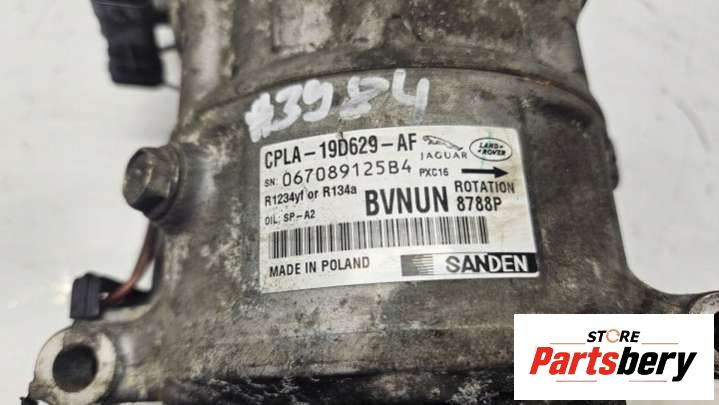 #3984
CPLA-19D629-AF
JAGUAR
LAND ROVER
SN: 067089125B4
PXC16
R1234yf or R134a
ROTATION
OIL: SP-A2
BVNUN
8788P
MADE IN POLAND
SANDEN
STORE
Partsbery